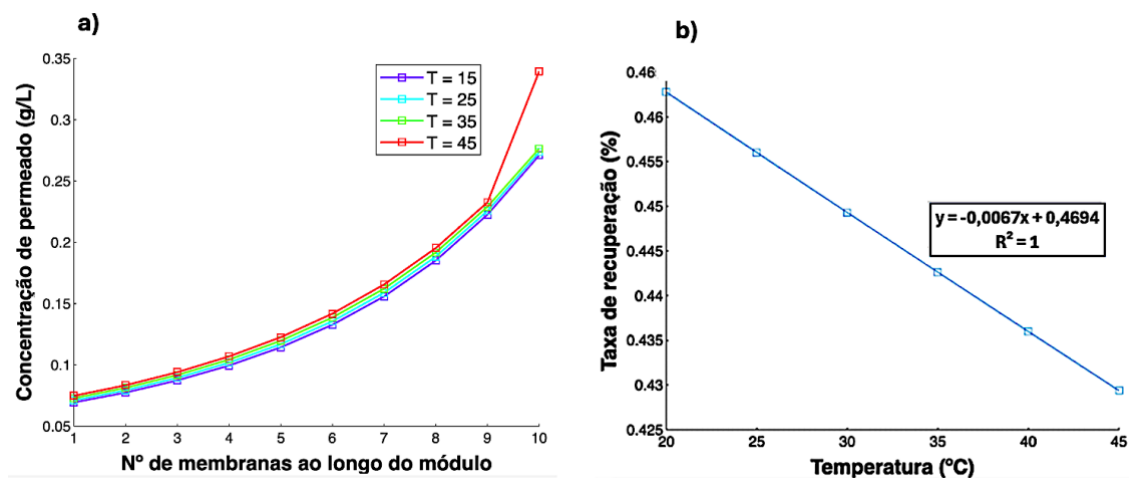 a)
Concentração de permeado (g/L)
0.35
0.3
0.25
0.2
0.15
0.1
0.05
T = 15
T = 25
T = 35
T = 45
1 2 3 4 5 6 7 8 9 10
Nº de membranas ao longo do módulo
b)
Taxa de recuperação (%)
0.46
0.46
0.455
0.45
0.445
0.44
0.435
0.43
0.425
y = -0,0067x + 0,4694
R² = 1
20 25 30 35 40 45
Temperatura (ºC)